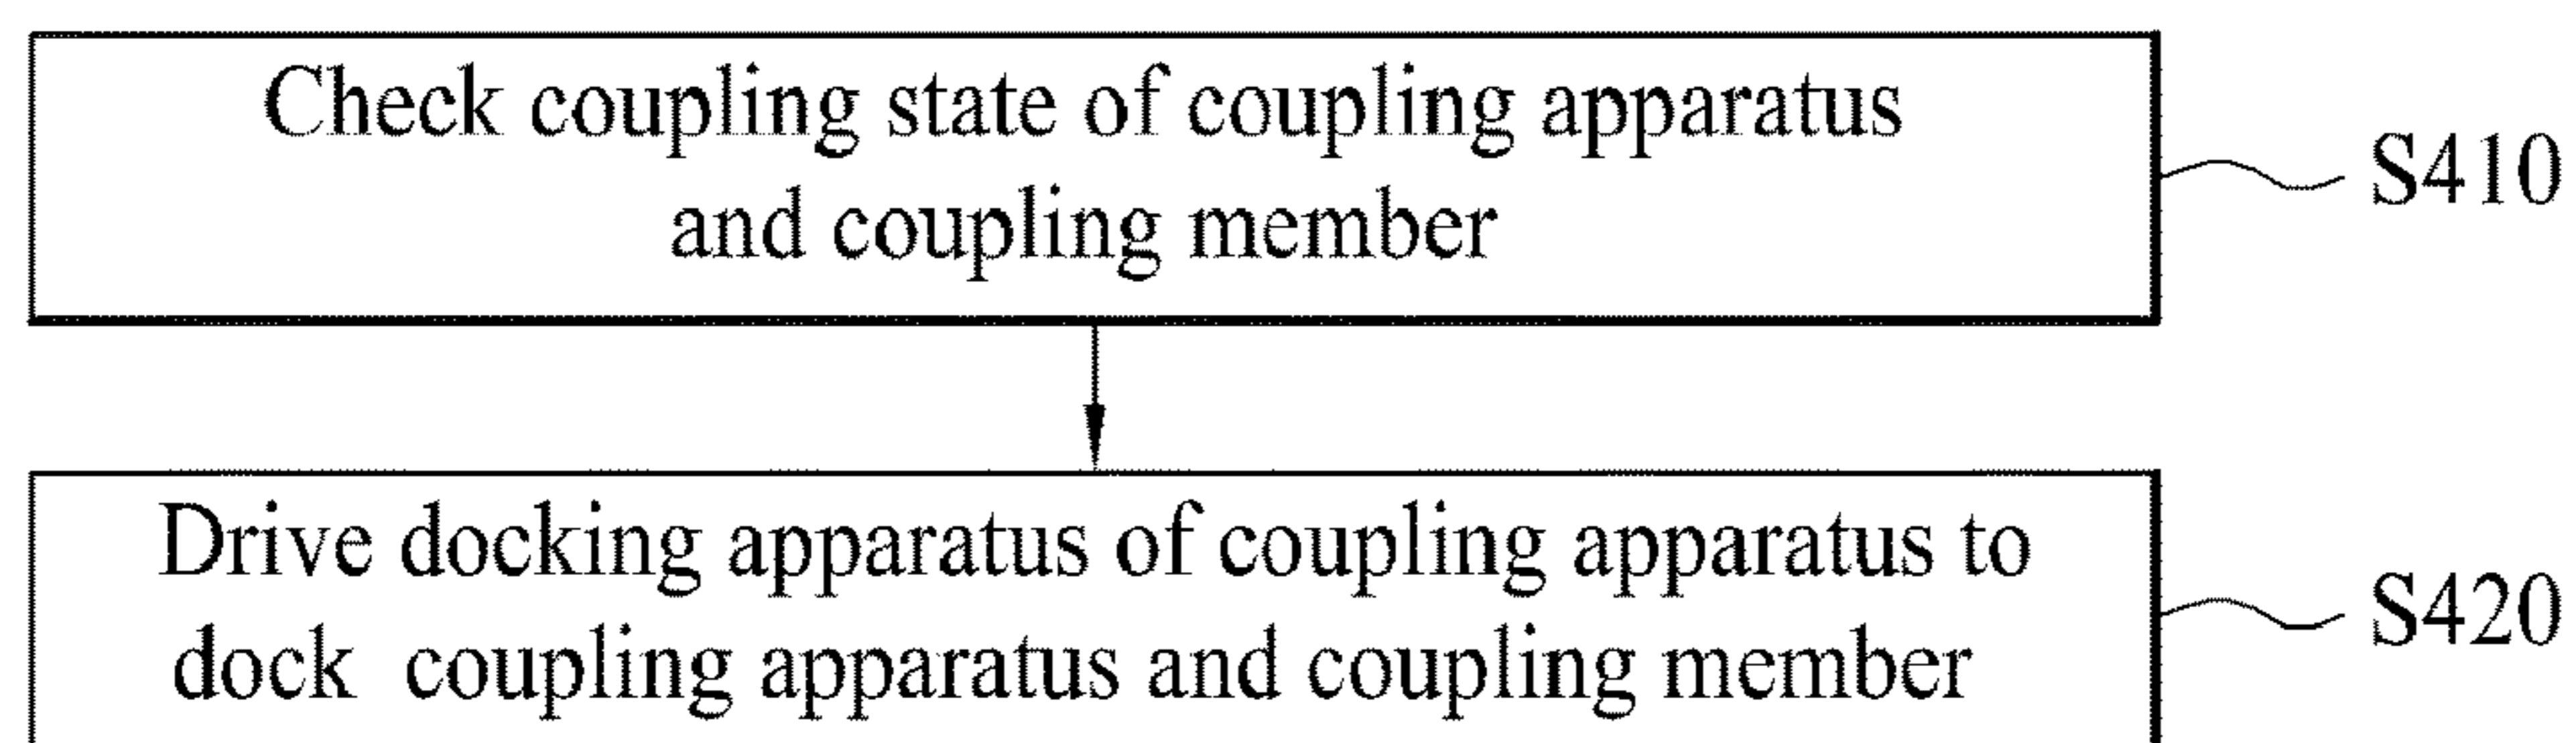 Check coupling state of coupling apparatus
and coupling member
S410
Drive docking apparatus of coupling apparatus to
dock coupling apparatus and coupling member
S420